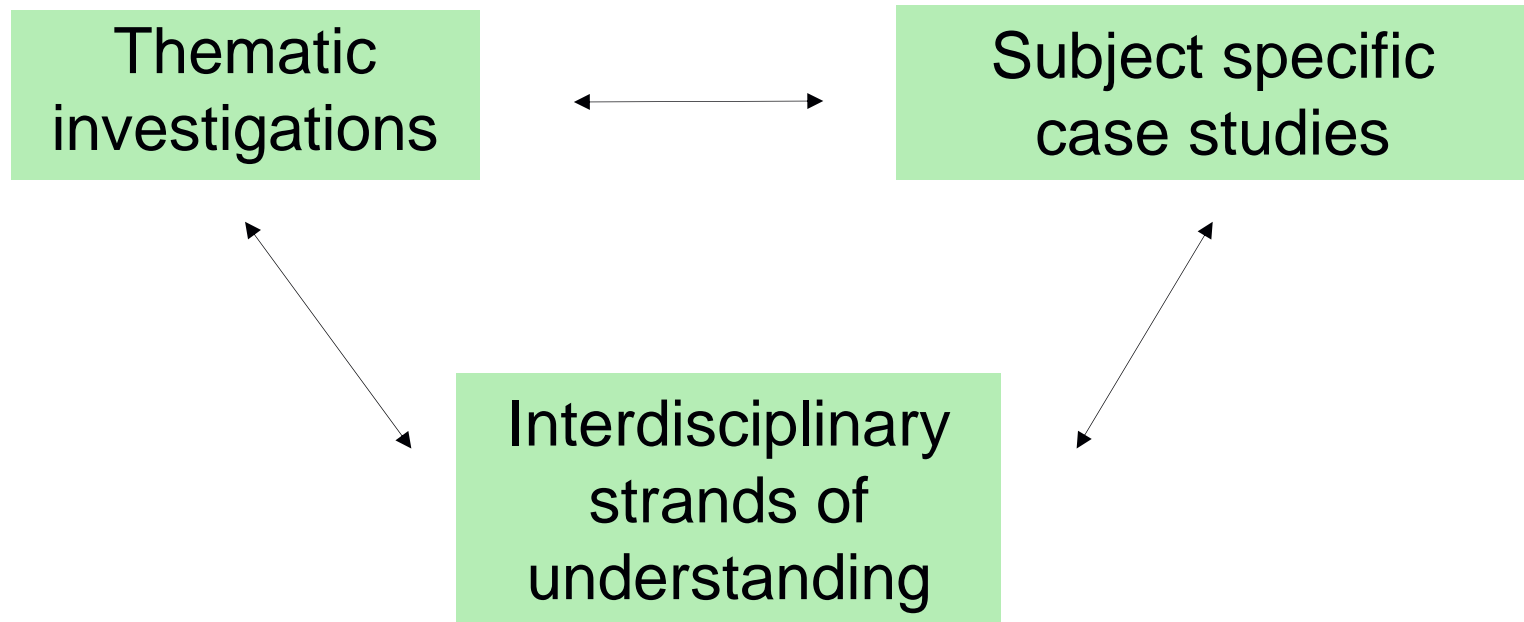 Thematic
investigations
Subject specific
case studies
Interdisciplinary
strands of
understanding